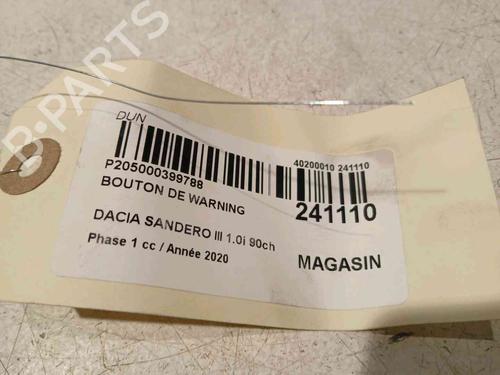 B-PARTS
DUN
P205000399788
BOUTON DE WARNING
40200010 241110
241110
DACIA SANDERO III 1.0i 90ch
Phase 1 cc / Année 2020
MAGASIN